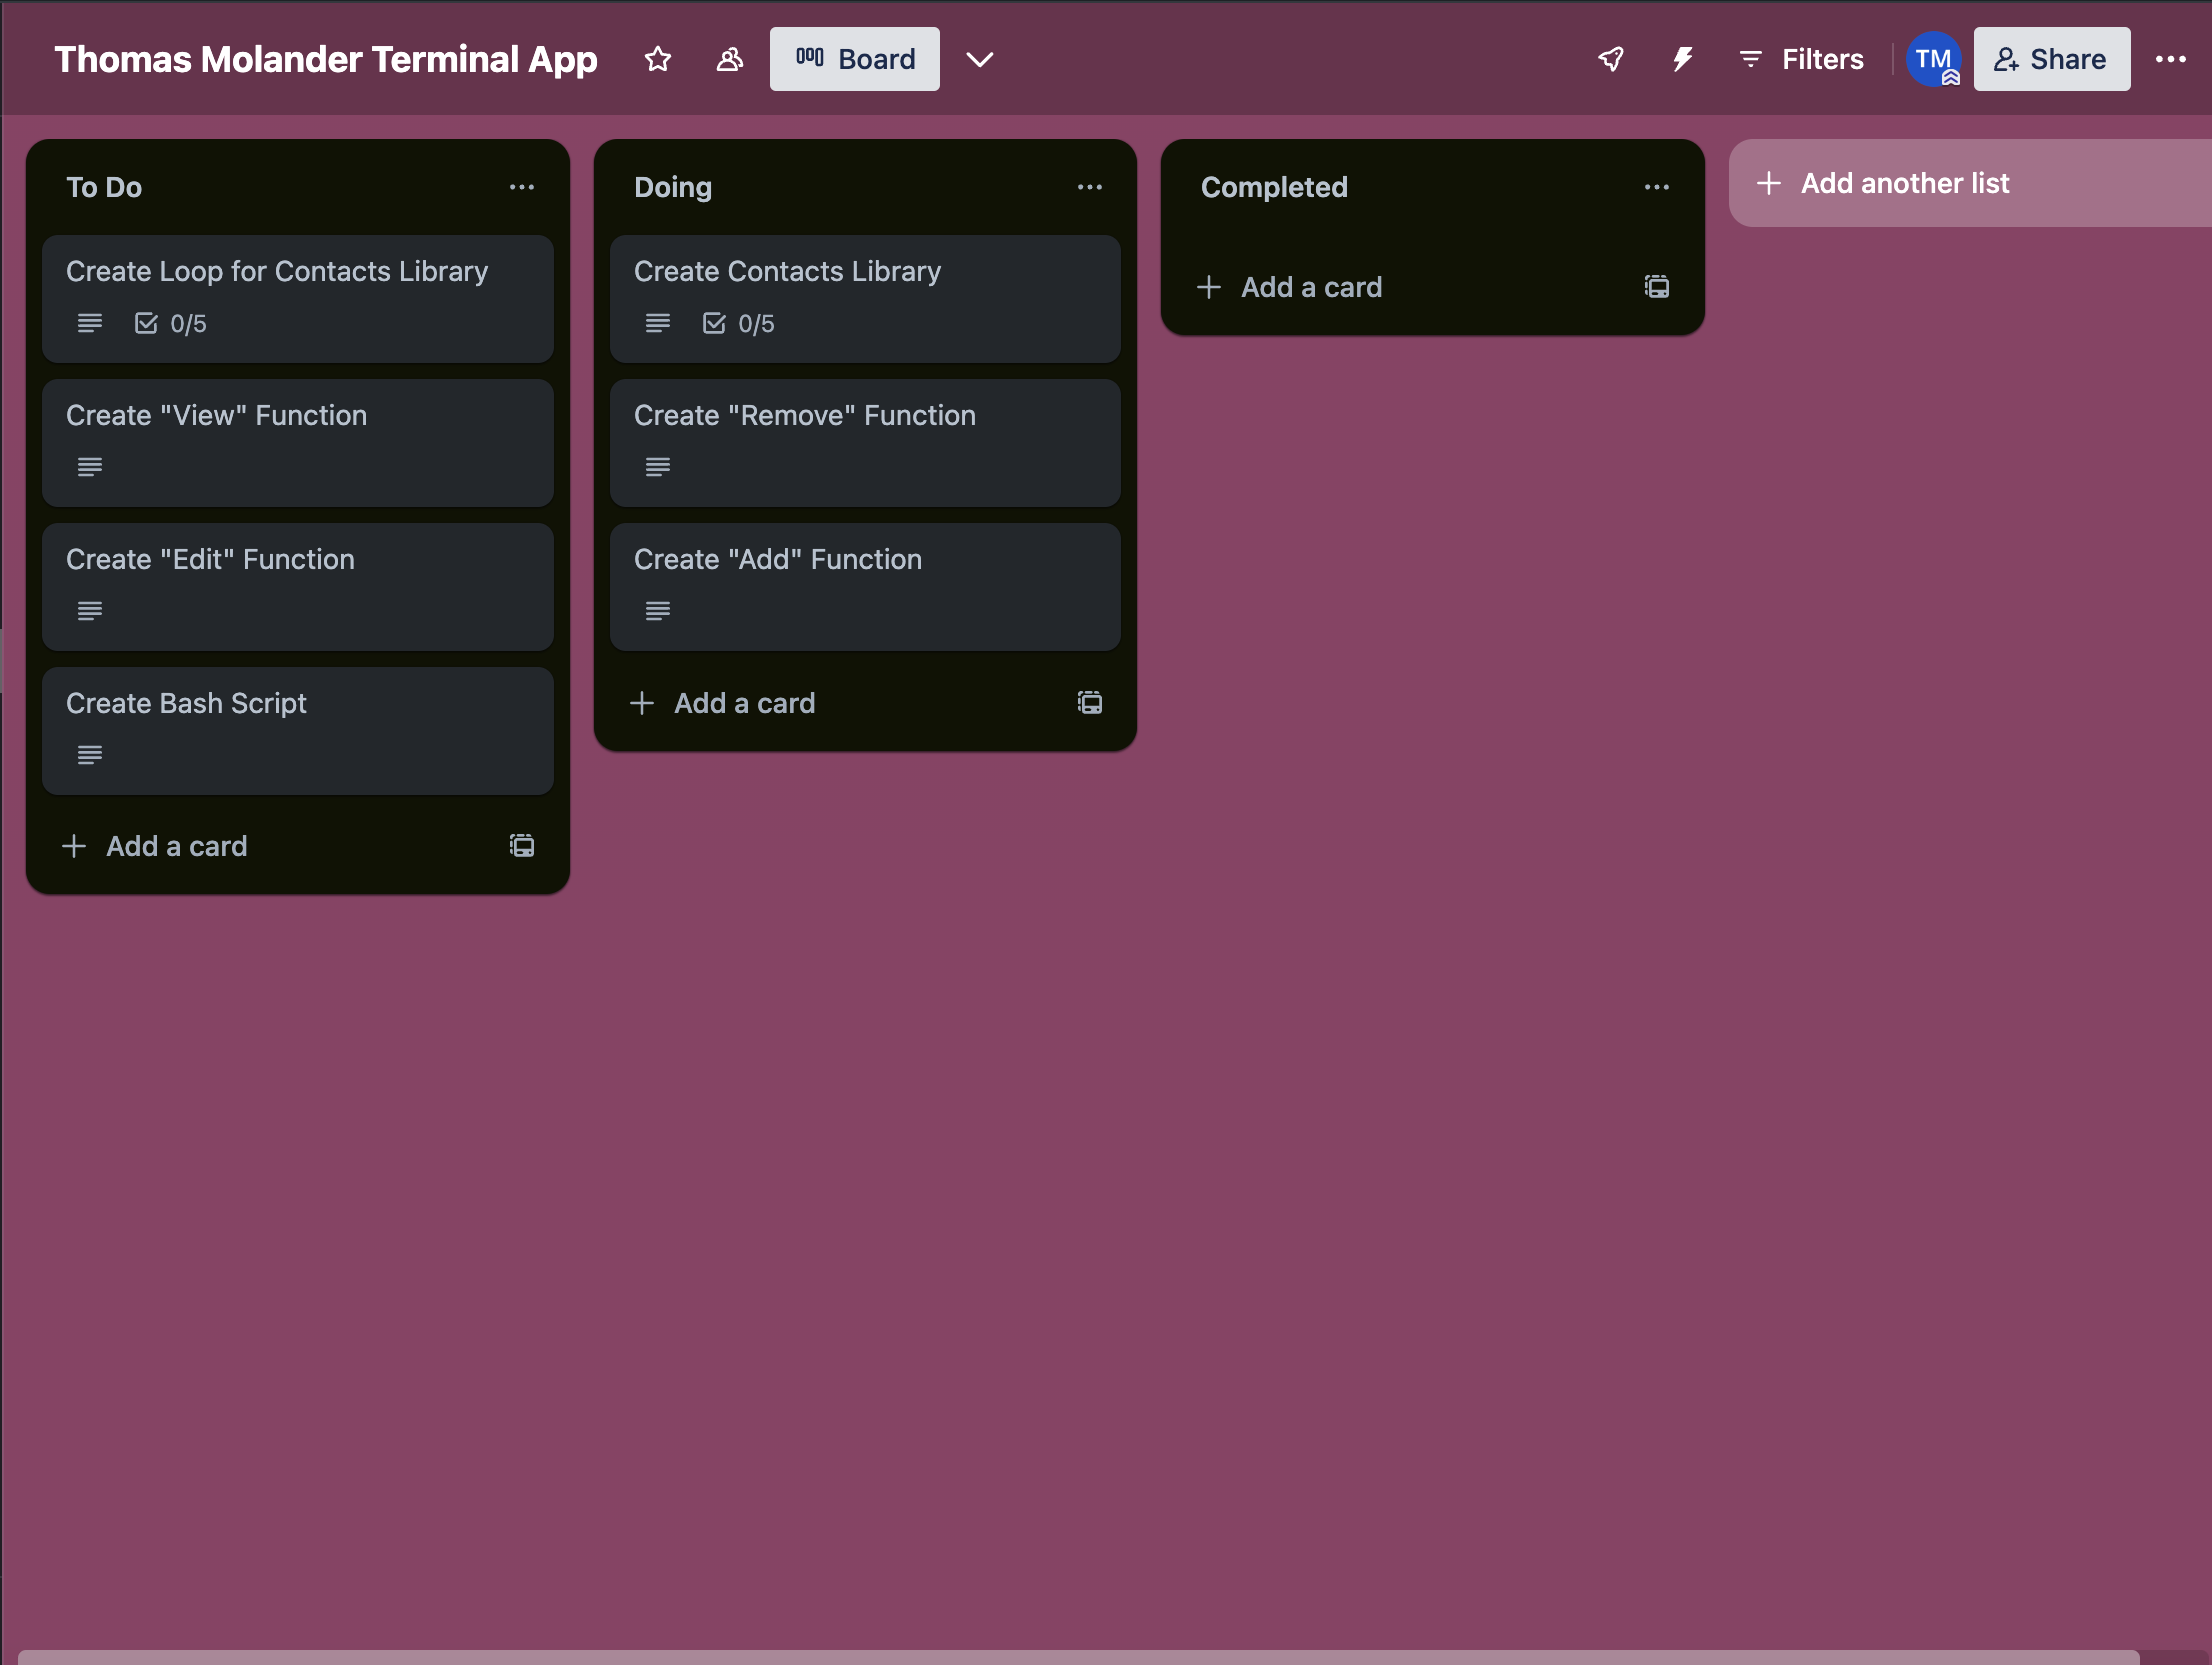 Thomas Molander Terminal App
Board
Filters
TM
Share
To Do
Create Loop for Contacts Library
0/5
Create "View" Function
Create "Edit" Function
Create Bash Script
Add a card
Doing
Create Contacts Library
0/5
Create "Remove" Function
Create "Add" Function
Add a card
Completed
Add a card
Add another list